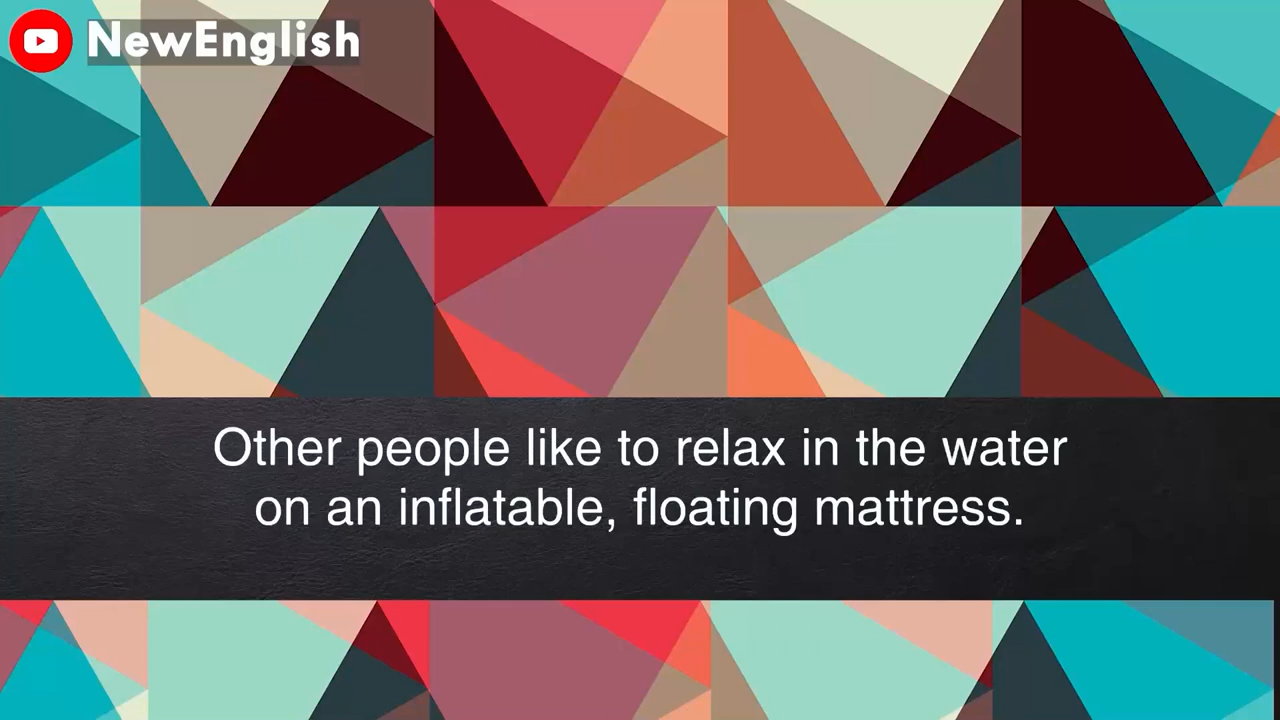 NewEnglish
Other people like to relax in the water
on an inflatable, floating mattress.